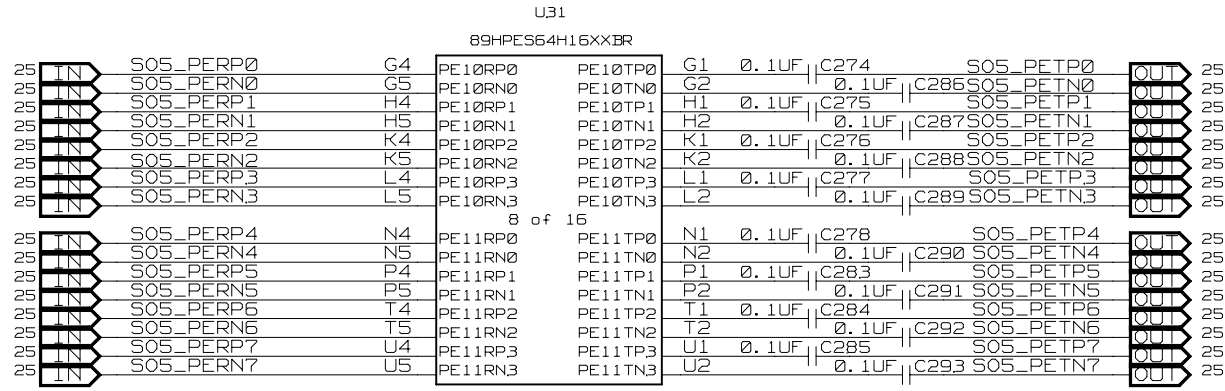 U31
89HPES64H16XXBR
25 IN S05_PERP0 G4 PE10RP0 PE10TP0 G1 0.1UF C274 S05_PETP0 OUT 25
25 IN S05_PERN0 G5 PE10RN0 PE10TN0 G2 0.1UF C286 S05_PETN0 OUT 25
25 IN S05_PERP1 H4 PE10RP1 PE10TP1 H1 0.1UF C275 S05_PETP1 OUT 25
25 IN S05_PERN1 H5 PE10RN1 PE10TN1 H2 0.1UF C287 S05_PETN1 OUT 25
25 IN S05_PERP2 K4 PE10RP2 PE10TP2 K1 0.1UF C276 S05_PETP2 OUT 25
25 IN S05_PERN2 K5 PE10RN2 PE10TN2 K2 0.1UF C288 S05_PETN2 OUT 25
25 IN S05_PERP3 L4 PE10RP3 PE10TP3 L1 0.1UF C277 S05_PETP3 OUT 25
25 IN S05_PERN3 L5 PE10RN3 PE10TN3 L2 0.1UF C289 S05_PETN3 OUT 25
8 of 16
25 IN S05_PERP4 N4 PE11RP0 PE11TP0 N1 0.1UF C278 S05_PETP4 OUT 25
25 IN S05_PERN4 N5 PE11RN0 PE11TN0 N2 0.1UF C290 S05_PETN4 OUT 25
25 IN S05_PERP5 P4 PE11RP1 PE11TP1 P1 0.1UF C283 S05_PETP5 OUT 25
25 IN S05_PERN5 P5 PE11RN1 PE11TN1 P2 0.1UF C291 S05_PETN5 OUT 25
25 IN S05_PERP6 T4 PE11RP2 PE11TP2 T1 0.1UF C284 S05_PETP6 OUT 25
25 IN S05_PERN6 T5 PE11RN2 PE11TN2 T2 0.1UF C292 S05_PETN6 OUT 25
25 IN S05_PERP7 U4 PE11RP3 PE11TP3 U1 0.1UF C285 S05_PETP7 OUT 25
25 IN S05_PERN7 U5 PE11RN3 PE11TN3 U2 0.1UF C293 S05_PETN7 OUT 25